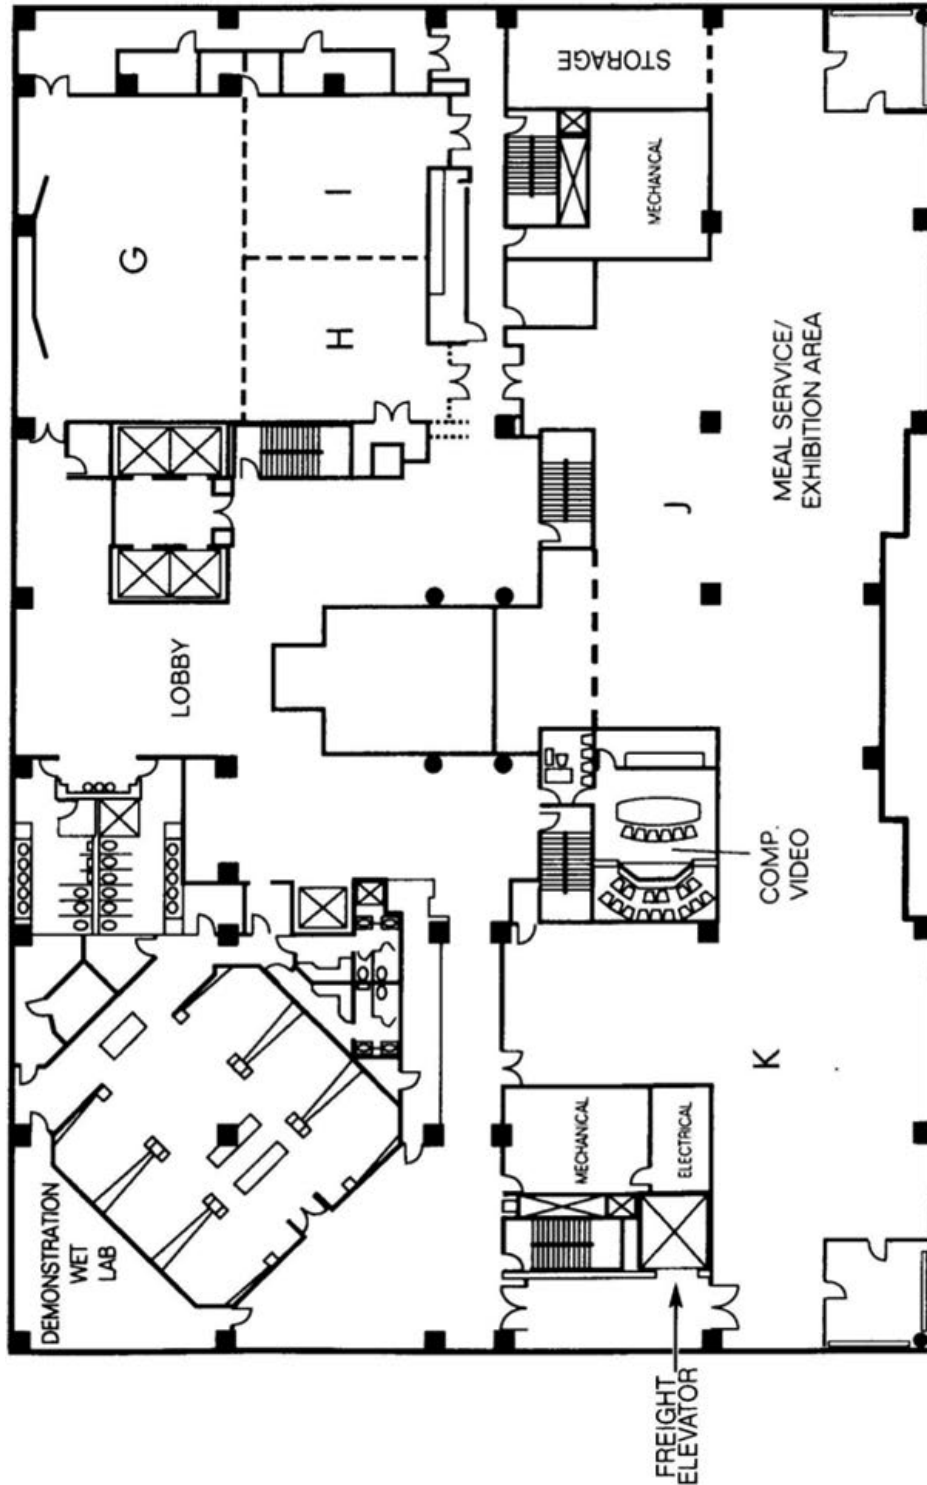 STORAGE
MECHANICAL
G
I
H
MEAL SERVICE/
EXHIBITION AREA
J
LOBBY
COMP.
VIDEO
K
MECHANICAL
ELECTRICAL
DEMONSTRATION
WET
LAB
FREIGHT
ELEVATOR